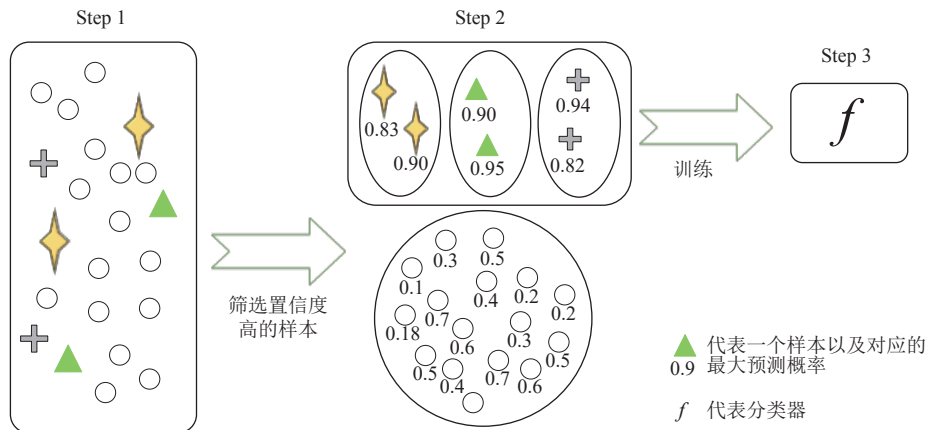 Step 1
Step 2
Step 3
0.83
0.90
0.90
0.95
0.94
0.82
f
训练
筛选置信度
高的样本
0.3
0.5
0.1
0.4
0.2
0.2
0.18
0.7
0.6
0.3
0.5
0.5
0.4
0.7
0.6
代表一个样本以及对应的
0.9 最大预测概率
f 代表分类器